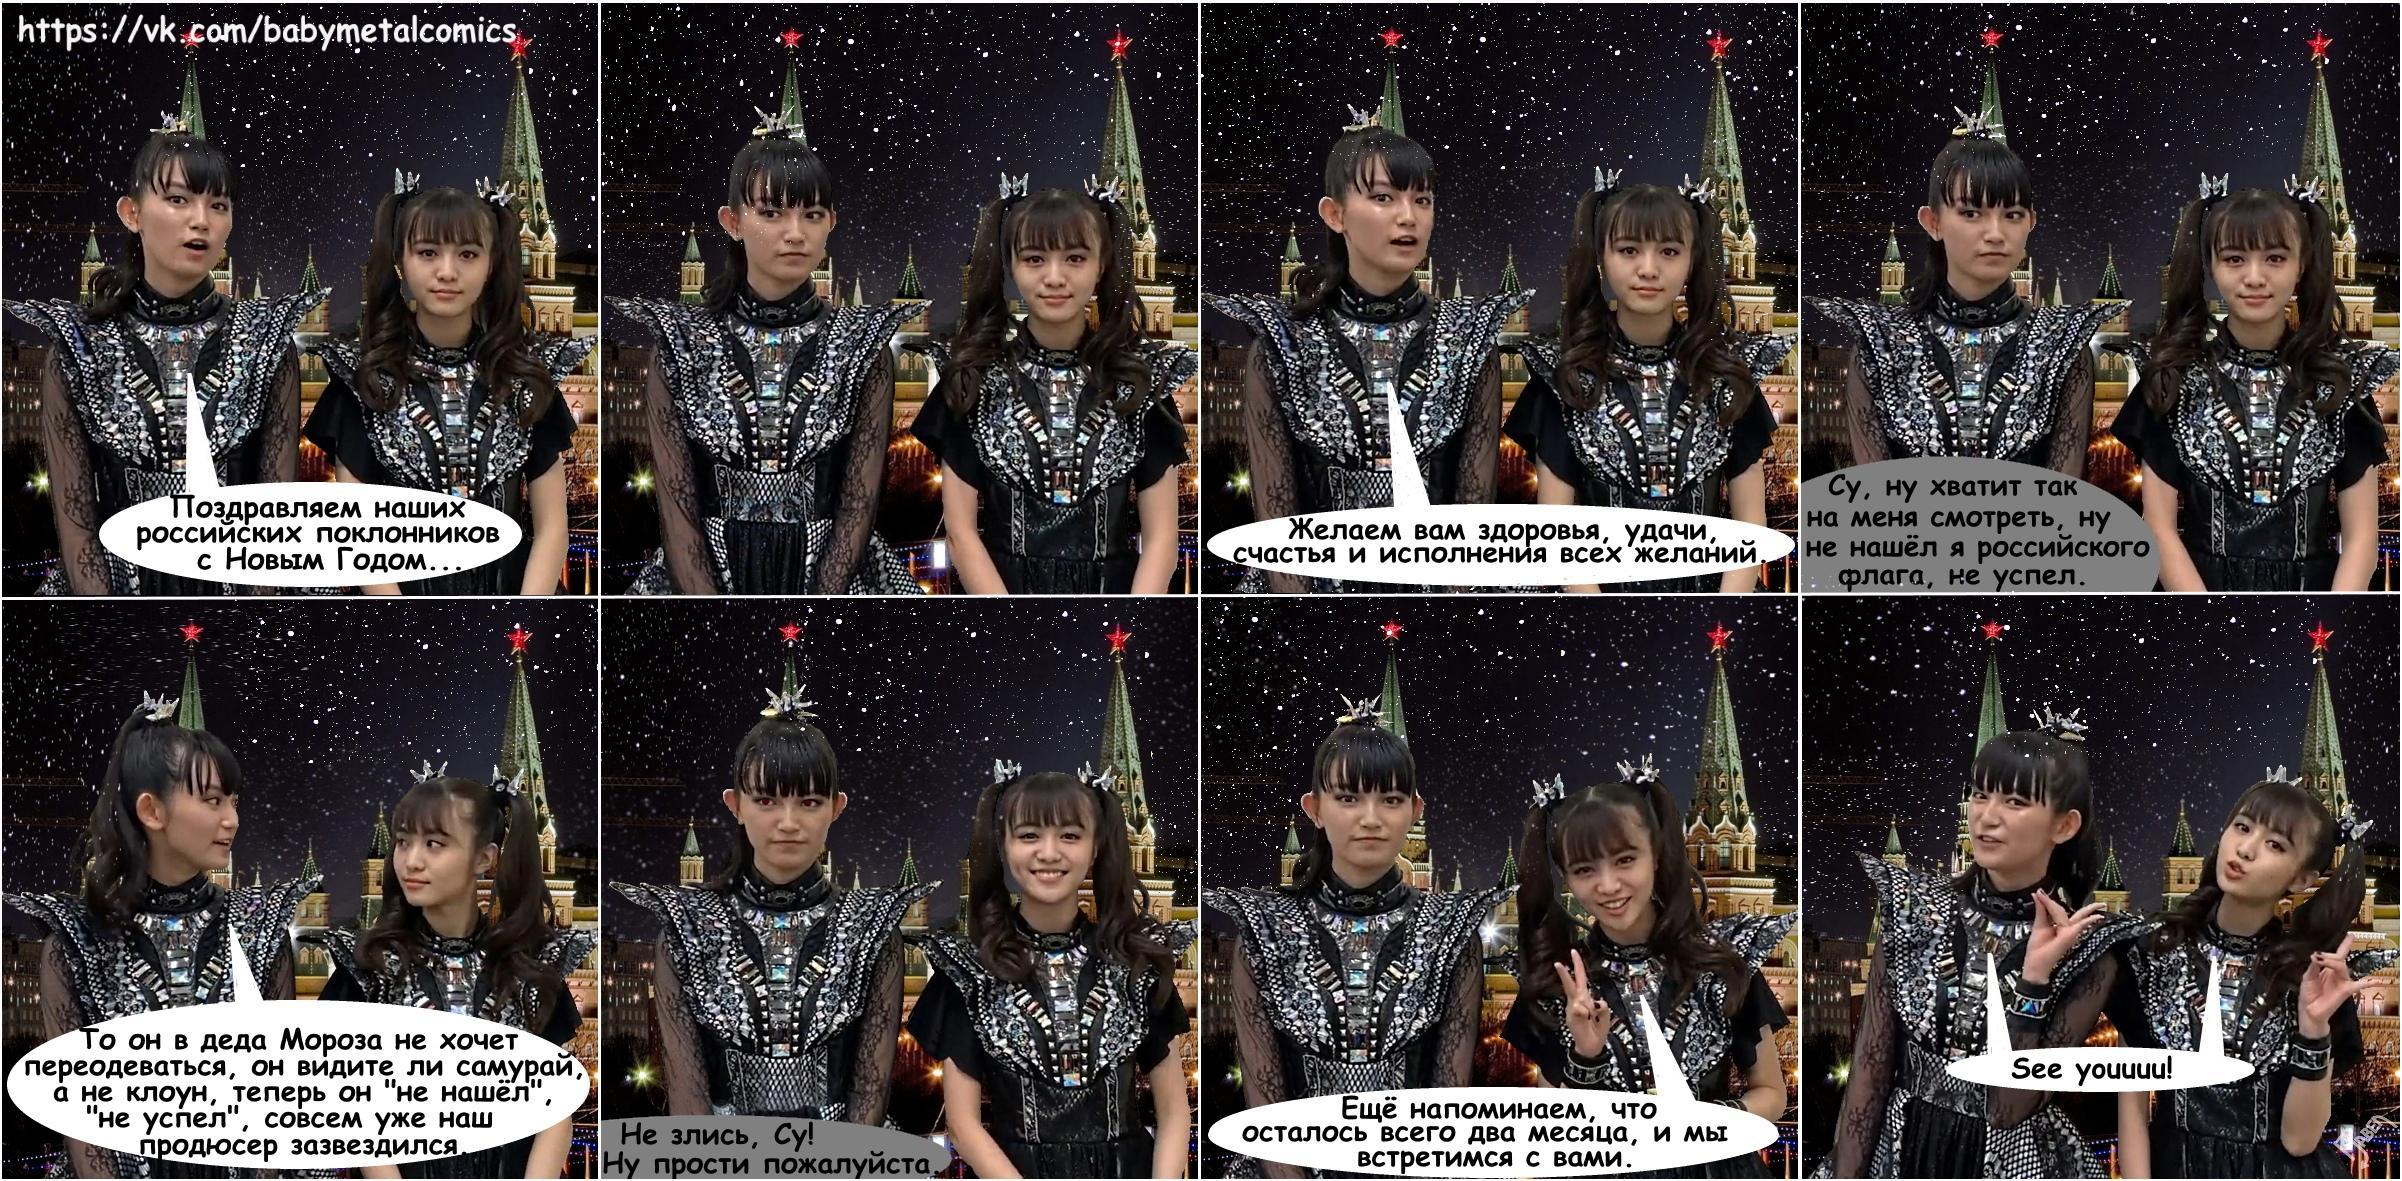 https://vk.com/babymetalcomics
Поздравляем наших
российских поклонников
с Новым Годом...
Желаем вам здоровья, удачи,
счастья и исполнения всех желаний.
Су, ну хватит так
на меня смотреть, ну
не нашёл я российского
флага, не успел.
То он в деда Мороза не хочет
переодеваться, он видите ли самурай,
а не клоун, теперь он "не нашёл",
"не успел", совсем уже наш
продюсер зазвездился.
Не злись, Су!
Ну прости пожалуйста.
Ещё напоминаем, что
осталось всего два месяца, и мы
встретимся с вами.
See youuuu!